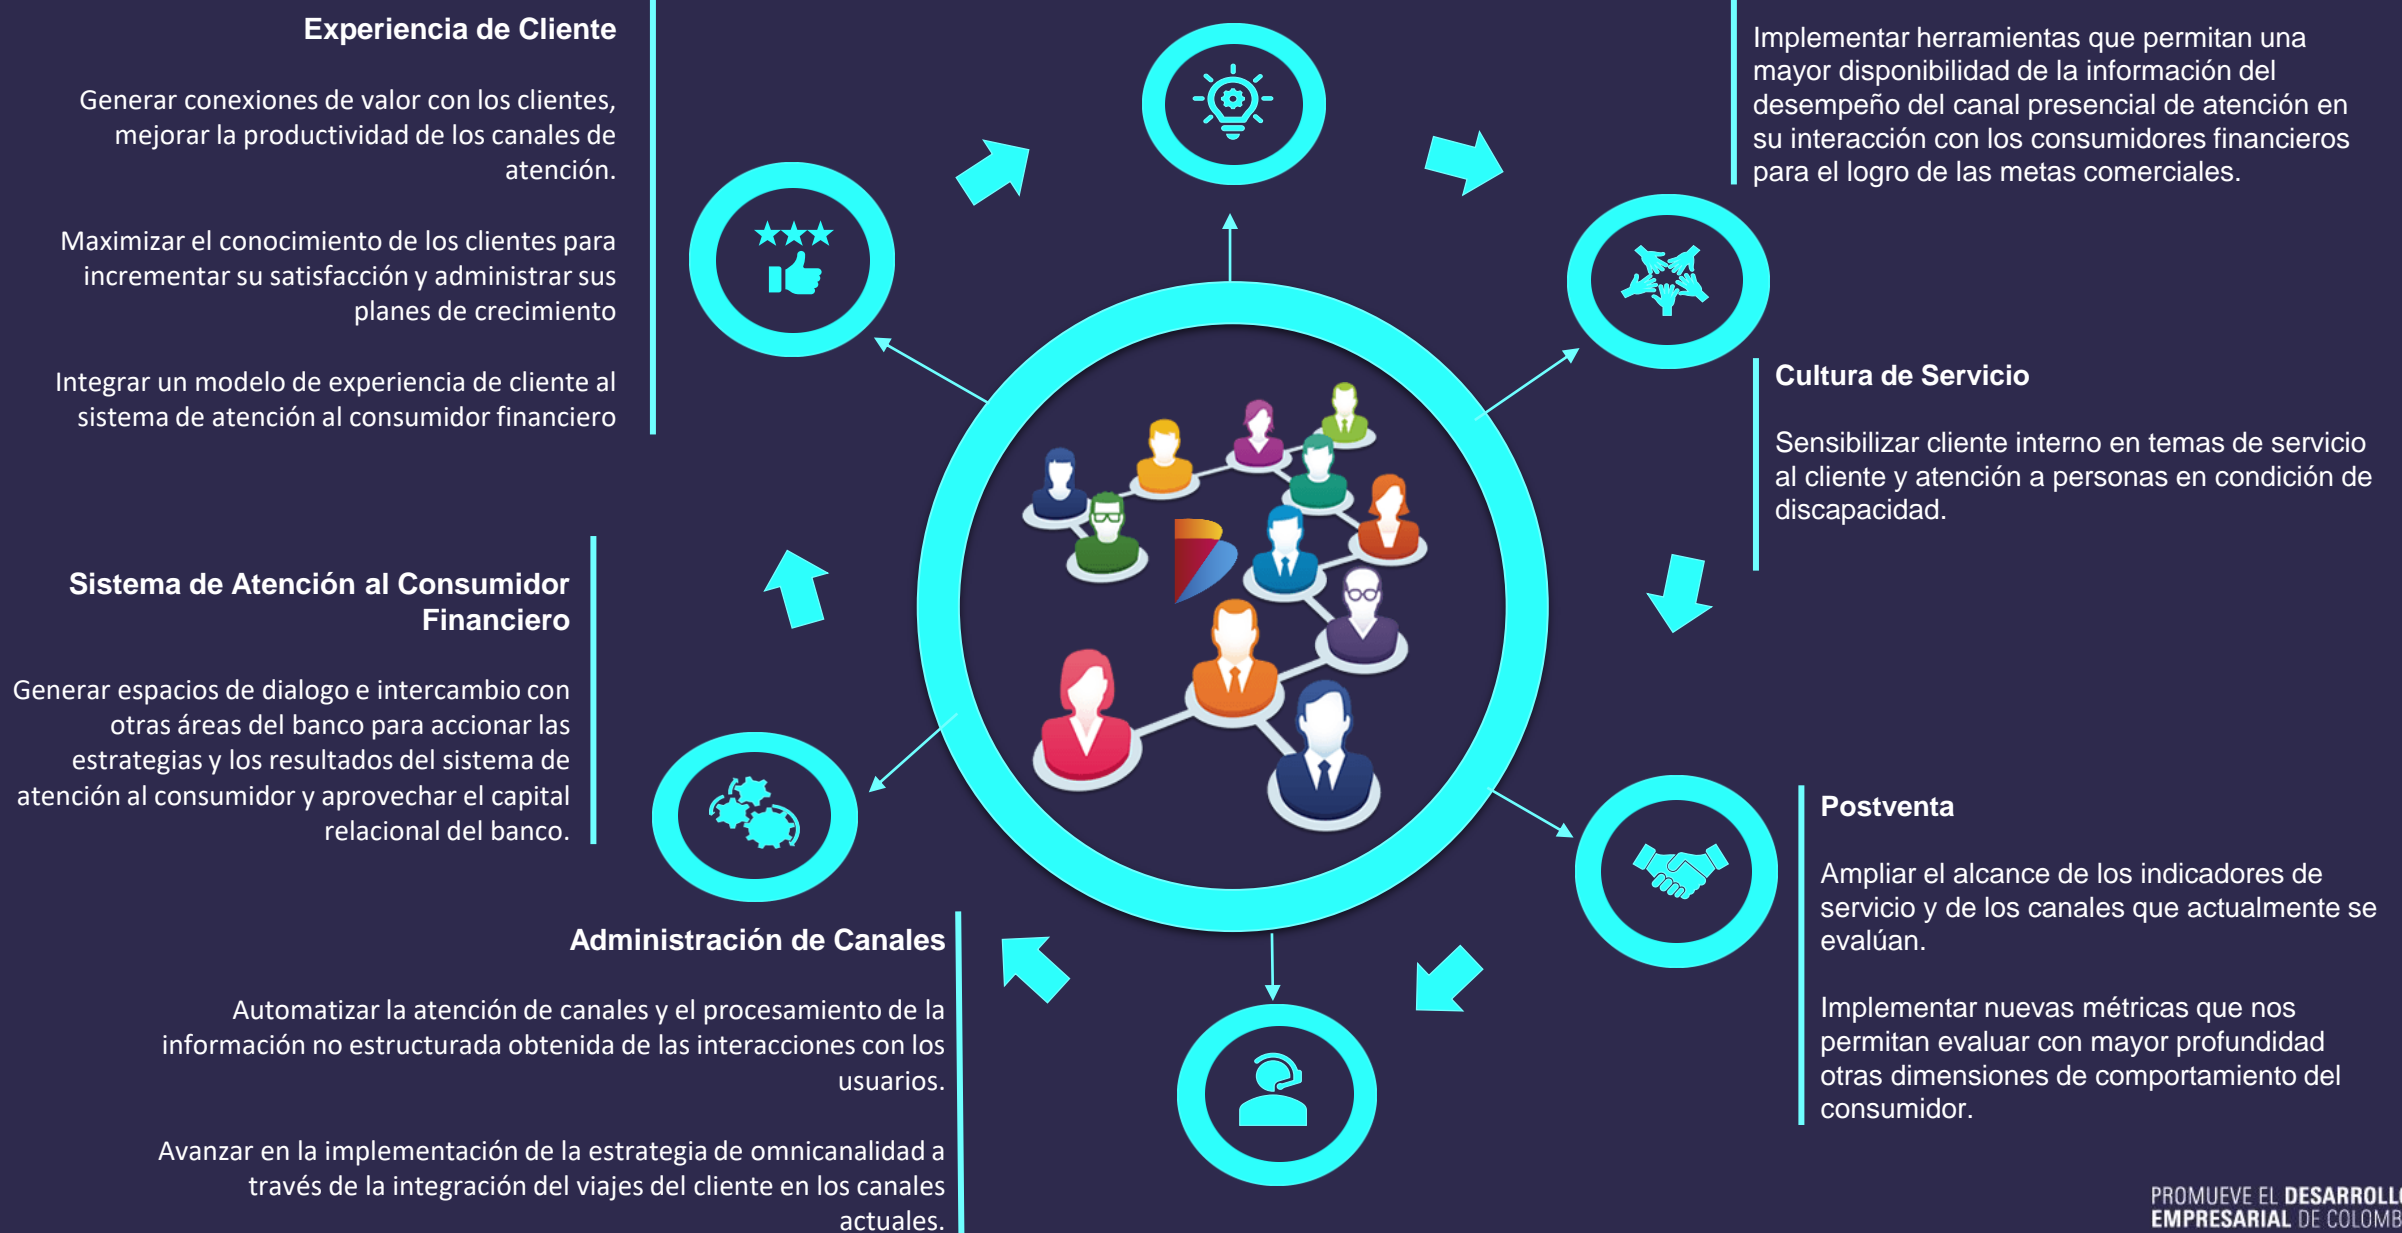 Experiencia de Cliente
Generar conexiones de valor con los clientes,
mejorar la productividad de los canales de
atención.
Maximizar el conocimiento de los clientes para
incrementar su satisfacción y administrar sus
planes de crecimiento
Integrar un modelo de experiencia de cliente al
sistema de atención al consumidor financiero
Sistema de Atención al Consumidor
Financiero
Generar espacios de dialogo e intercambio con
otras áreas del banco para accionar las
estrategias y los resultados del sistema de
atención al consumidor y aprovechar el capital
relacional del banco.
Administración de Canales
Automatizar la atención de canales y el procesamiento de la
información no estructurada obtenida de las interacciones con los
usuarios.
Avanzar en la implementación de la estrategia de omnicanalidad a
través de la integración del viajes del cliente en los canales
actuales.
Implementar herramientas que permitan una
mayor disponibilidad de la información del
desempeño del canal presencial de atención en
su interacción con los consumidores financieros
para el logro de las metas comerciales.
Cultura de Servicio
Sensibilizar cliente interno en temas de servicio
al cliente y atención a personas en condición de
discapacidad.
Postventa
Ampliar el alcance de los indicadores de
servicio y de los canales que actualmente se
evalúan.
Implementar nuevas métricas que nos
permitan evaluar con mayor profundidad
otras dimensiones de comportamiento del
consumidor.
PROMUEVE EL DESARROLLO
EMPRESARIAL DE COLOMB